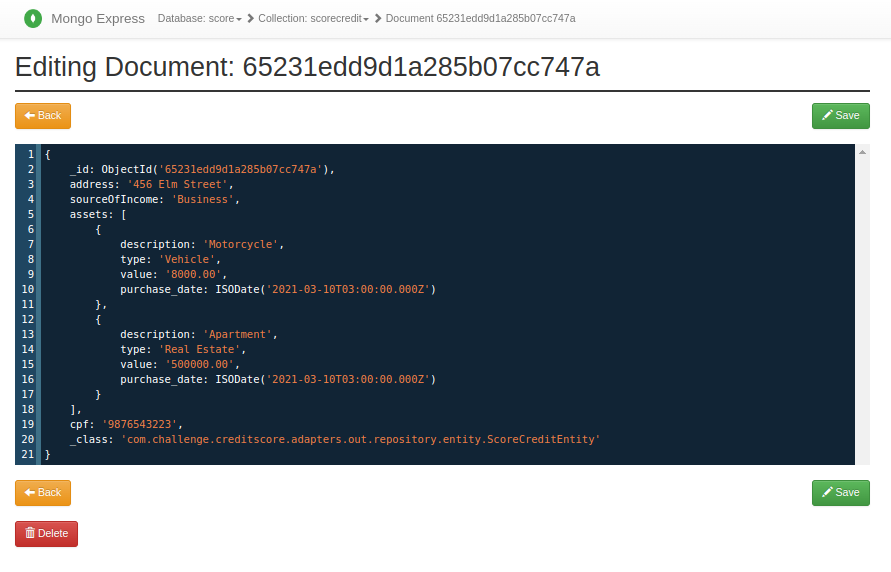 Mongo Express Database: score Collection: scorecredit Document 65231edd9d1a285b07cc747a
Editing Document: 65231edd9d1a285b07cc747a
Back Save
1 {
2 _id: ObjectId('65231edd9d1a285b07cc747a'),
3 address: '456 Elm Street',
4 sourceOfIncome: 'Business',
5 assets: [
6 {
7 description: 'Motorcycle',
8 type: 'Vehicle',
9 value: '8000.00',
10 purchase_date: ISODate('2021-03-10T03:00:00.000Z')
11 },
12 {
13 description: 'Apartment',
14 type: 'Real Estate',
15 value: '500000.00',
16 purchase_date: ISODate('2021-03-10T03:00:00.000Z')
17 }
18 ],
19 cpf: '9876543223',
20 _class: 'com.challenge.creditscore.adapters.out.repository.entity.ScoreCreditEntity'
21 }
Back Save
Delete